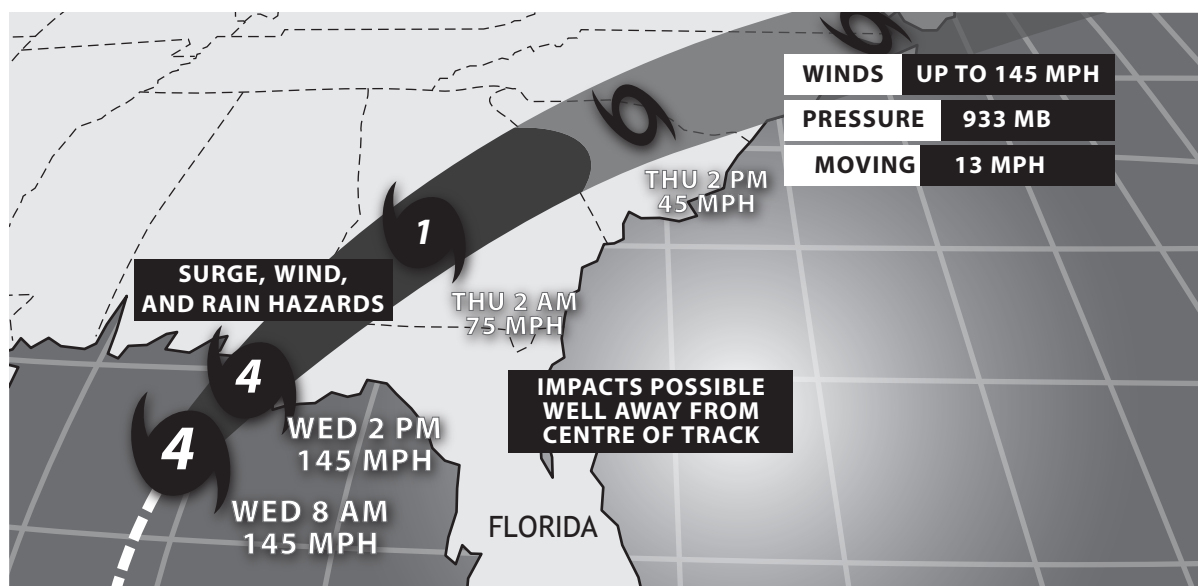 WINDS UP TO 145 MPH
PRESSURE 933 MB
MOVING 13 MPH
THU 2 PM
45 MPH
1
SURGE, WIND,
AND RAIN HAZARDS
THU 2 AM
75 MPH
4
IMPACTS POSSIBLE
WELL AWAY FROM
CENTRE OF TRACK
WED 2 PM
145 MPH
4
WED 8 AM
145 MPH
FLORIDA